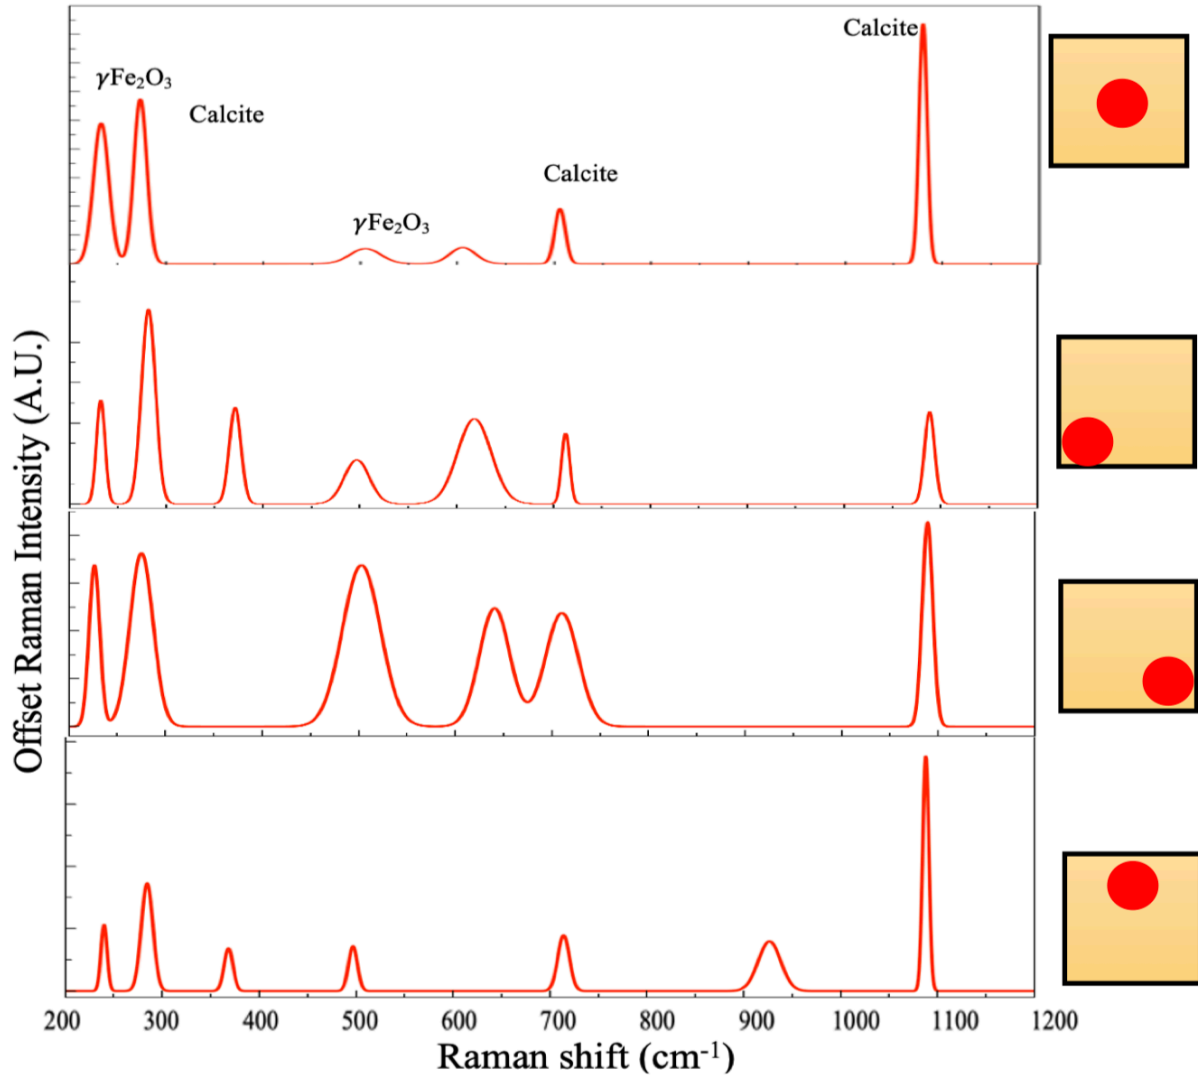 Calcite
γFe₂O₃
Calcite
Calcite
γFe₂O₃
Offset Raman Intensity (A.U.)
200 300 400 500 600 700 800 900 1000 1100 1200
Raman shift (cm⁻¹)